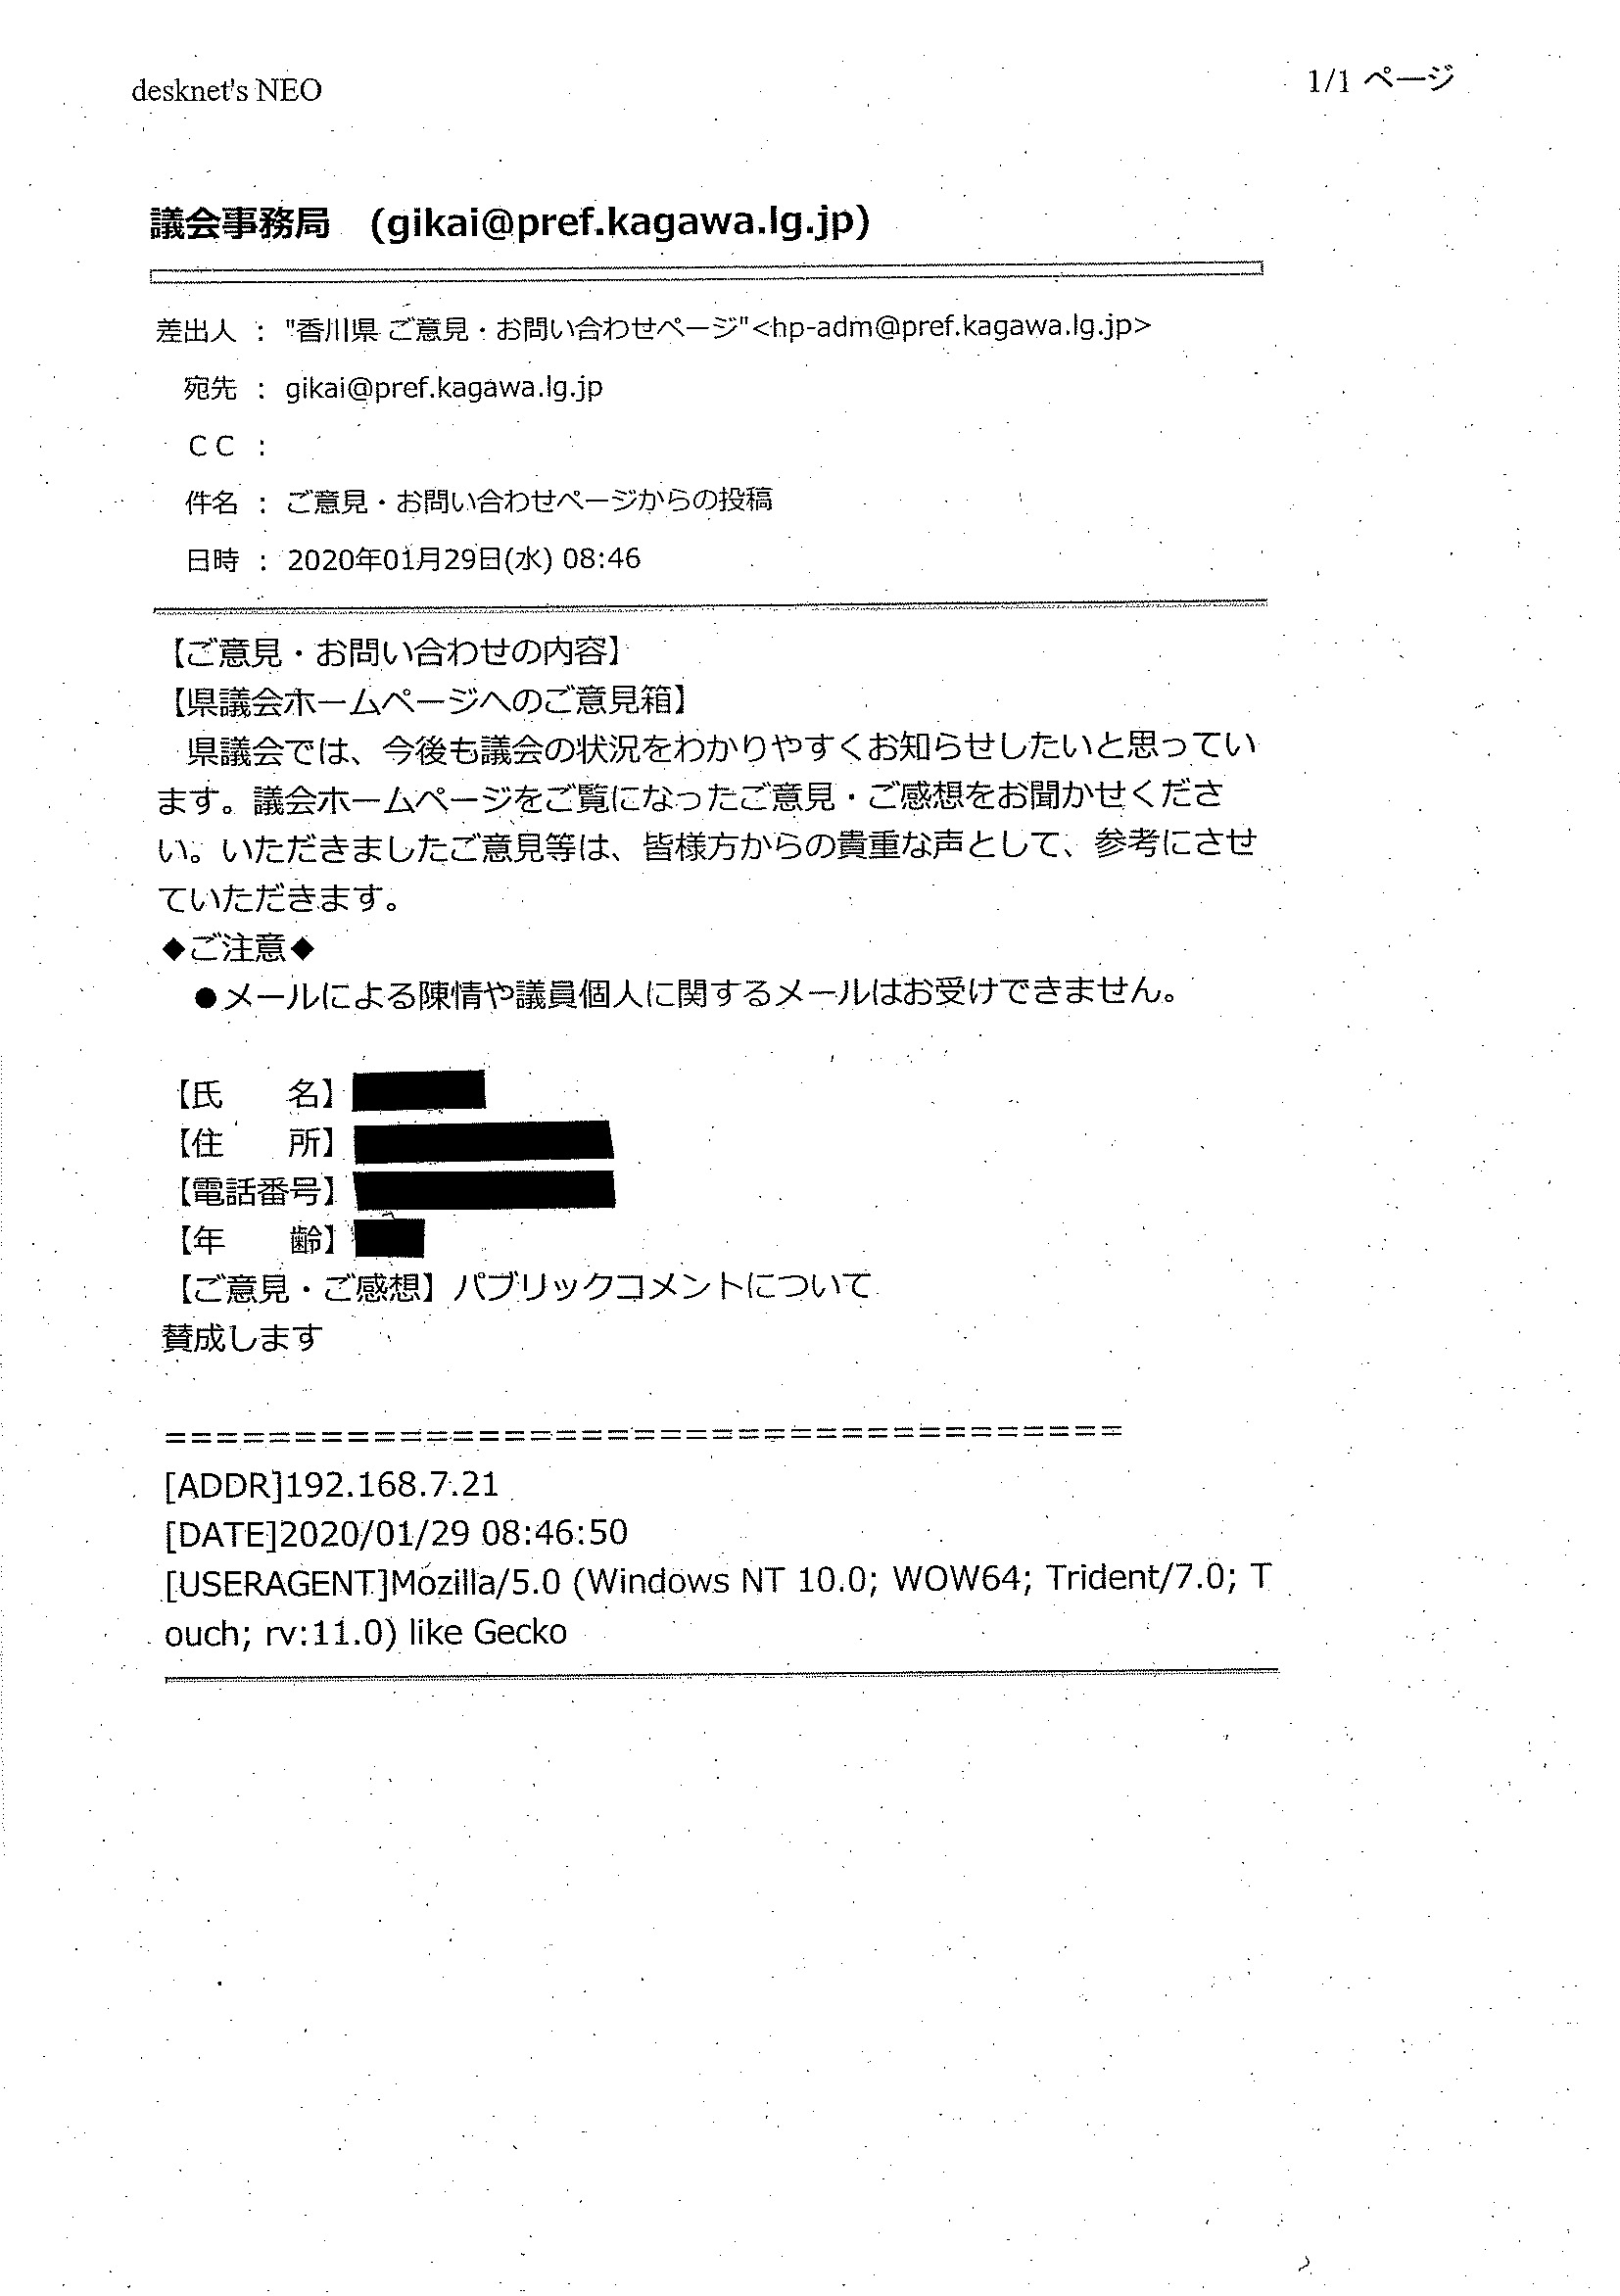 desknet's NEO
1/1 ページ
議会事務局　(gikai@pref.kagawa.lg.jp)
差出人 ： "香川県 ご意見・お問い合わせページ"<hp-adm@pref.kagawa.lg.jp>
宛先 ： gikai@pref.kagawa.lg.jp
ＣＣ ：
件名 ： ご意見・お問い合わせページからの投稿
日時 ： 2020年01月29日(水) 08:46
【ご意見・お問い合わせの内容】
【県議会ホームページへのご意見箱】
　県議会では、今後も議会の状況をわかりやすくお知らせしたいと思ってい
ます。議会ホームページをご覧になったご意見・ご感想をお聞かせくださ
い。いただきましたご意見等は、皆様方からの貴重な声として、参考にさせ
ていただきます。
◆ご注意◆
　●メールによる陳情や議員個人に関するメールはお受けできません。
【氏　　名】
【住　　所】
【電話番号】
【年　　齢】
【ご意見・ご感想】パブリックコメントについて
賛成します
=====================================
[ADDR]192.168.7.21
[DATE]2020/01/29 08:46:50
[USERAGENT]Mozilla/5.0 (Windows NT 10.0; WOW64; Trident/7.0; T
ouch; rv:11.0) like Gecko